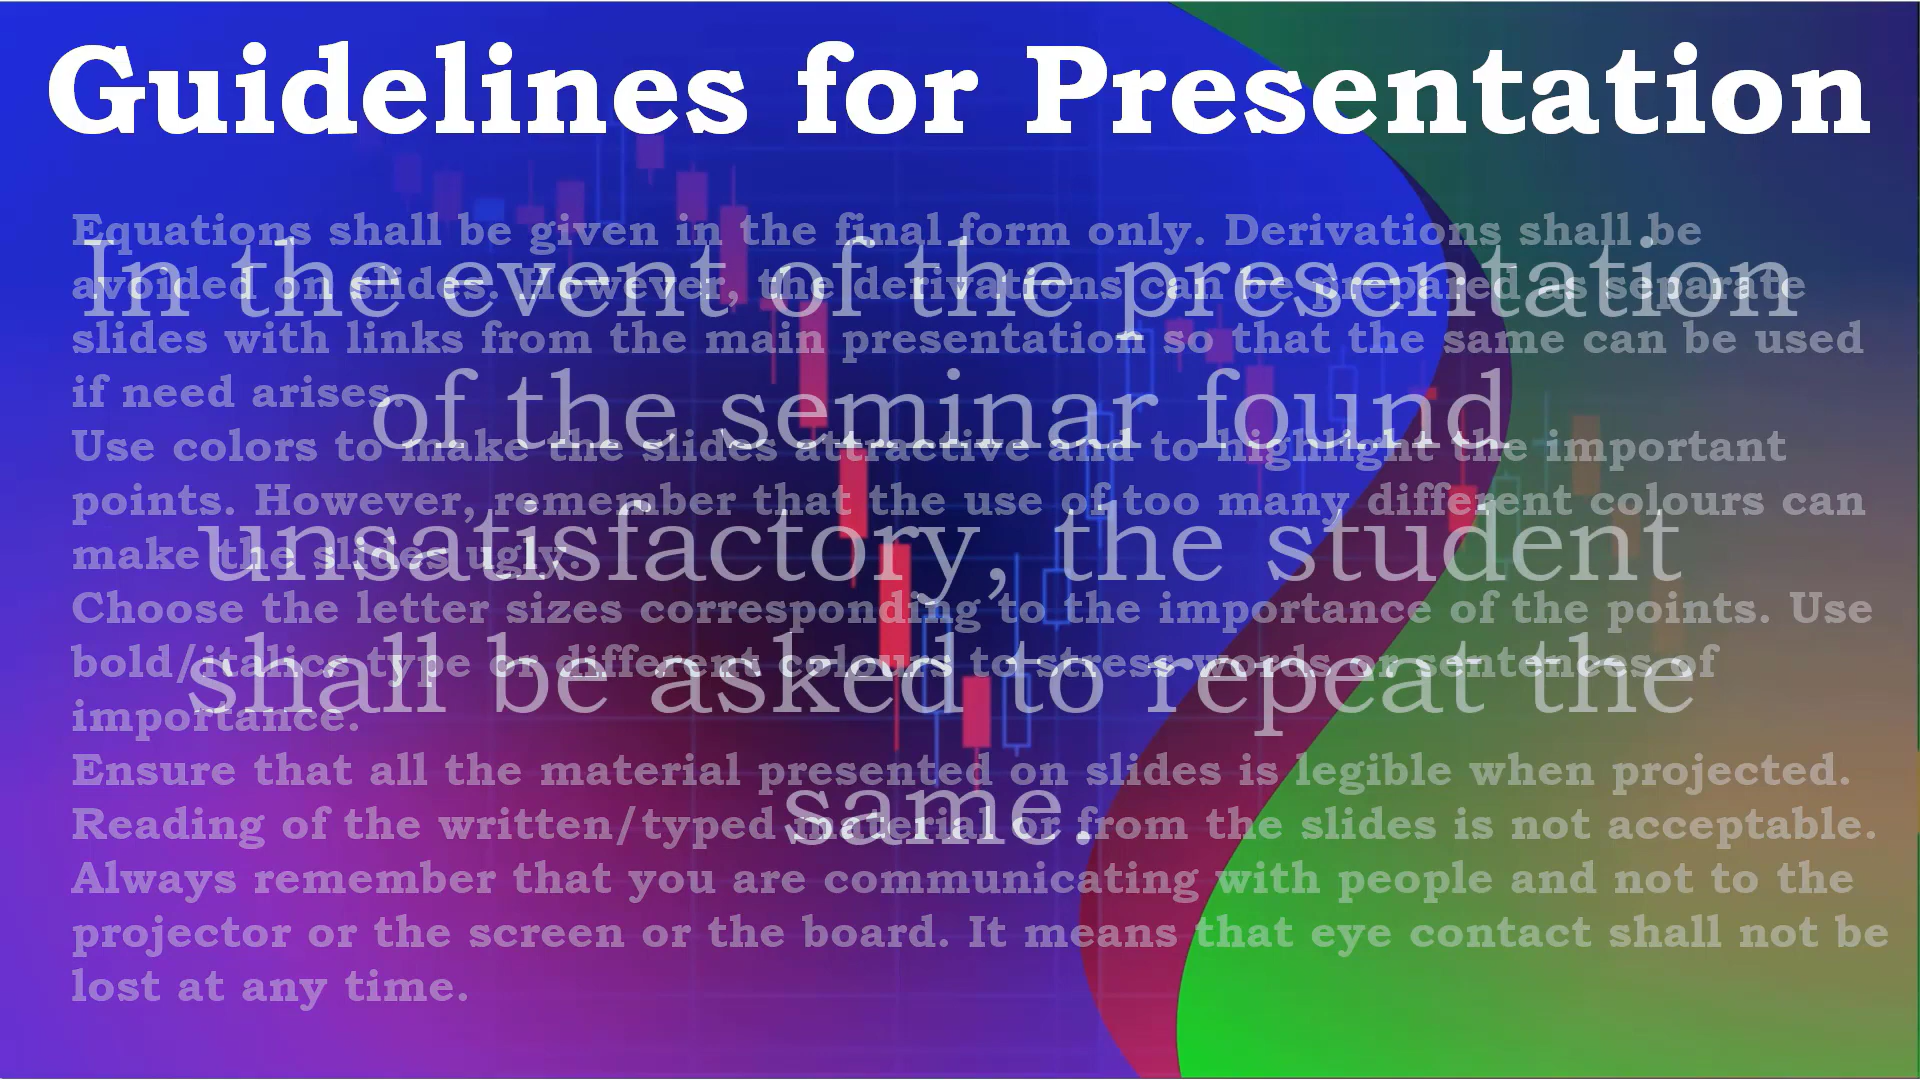 Guidelines for Presentation
Equations shall be given in the final form only. Derivations shall be
avoided on slides. However, the derivations can be prepared as separate
slides with links from the main presentation so that the same can be used
if need arises.
Use colors to make the slides attractive and to highlight the important
points. However, remember that the use of too many different colours can
make the slides ugly.
Choose the letter sizes corresponding to the importance of the points. Use
bold/italics type or different colours to stress words or sentences of
importance.
Ensure that all the material presented on slides is legible when projected.
Reading of the written/typed material or from the slides is not acceptable.
Always remember that you are communicating with people and not to the
projector or the screen or the board. It means that eye contact shall not be
lost at any time.
In the event of the presentation
of the seminar found
unsatisfactory, the student
shall be asked to repeat the
same.